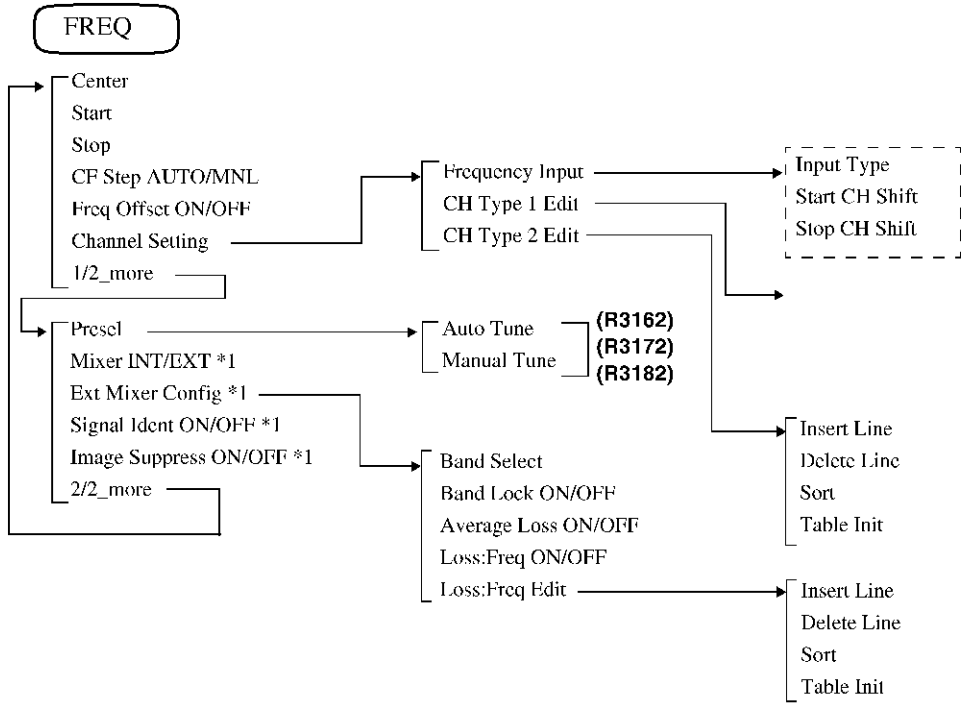 FREQ
Center
Start
Stop
CF Step AUTO/MNL
Freq Offset ON/OFF
Channel Setting
1/2_more
Presel
Mixer INT/EXT *1
Ext Mixer Config *1
Signal Ident ON/OFF *1
Image Suppress ON/OFF *1
2/2_more
Frequency Input
CH Type 1 Edit
CH Type 2 Edit
Input Type
Start CH Shift
Stop CH Shift
Auto Tune
Manual Tune
(R3162)
(R3172)
(R3182)
Band Select
Band Lock ON/OFF
Average Loss ON/OFF
Loss:Freq ON/OFF
Loss:Freq Edit
Insert Line
Delete Line
Sort
Table Init
Insert Line
Delete Line
Sort
Table Init